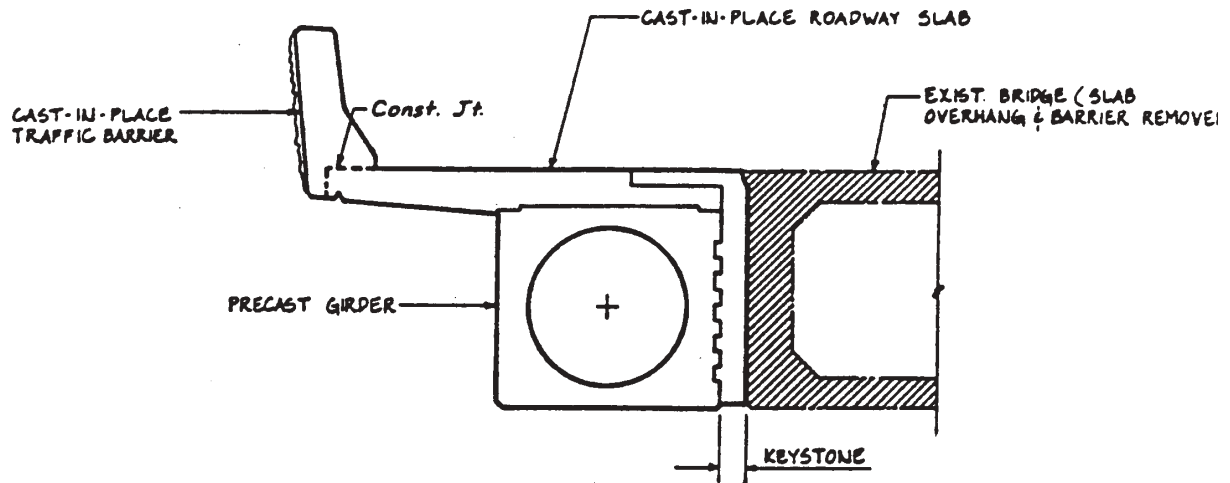 CAST-IN-PLACE ROADWAY SLAB
EXIST. BRIDGE (SLAB
OVERHANG & BARRIER REMOVED
CAST-IN-PLACE
TRAFFIC BARRIER
Const. Jt.
PRECAST GIRDER
KEYSTONE